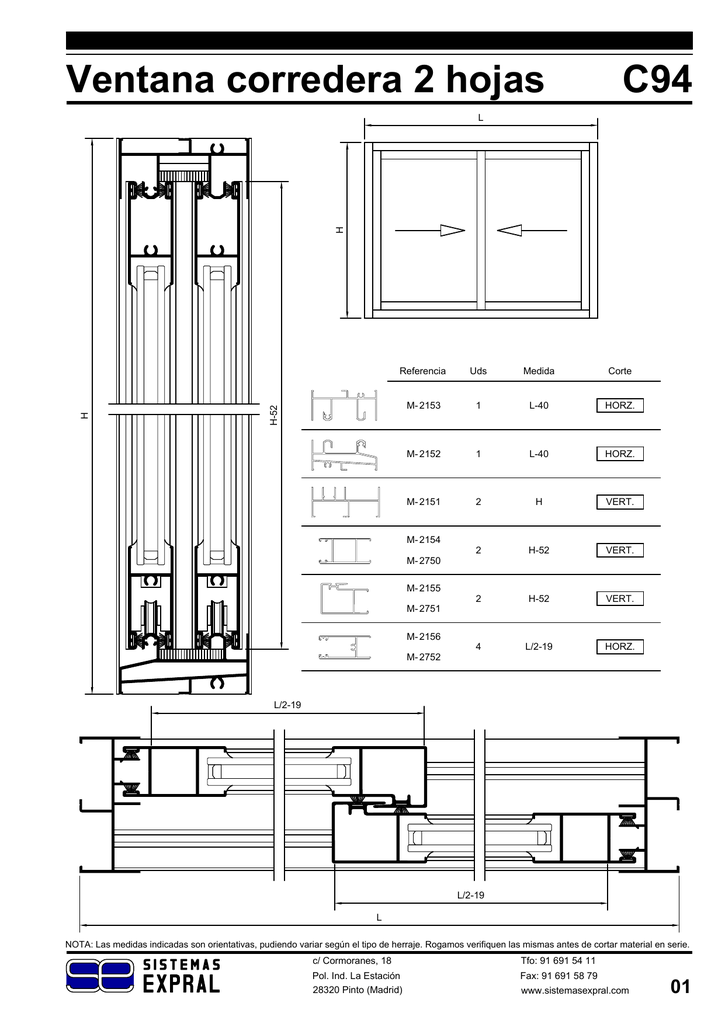 Ventana corredera 2 hojas C94
L
H
H
H-52
Referencia Uds Medida Corte
M-2153 1 L-40 HORZ.
M-2152 1 L-40 HORZ.
M-2151 2 H VERT.
M-2154
M-2750
2 H-52 VERT.
M-2155
M-2751
2 H-52 VERT.
M-2156
M-2752
4 L/2-19 HORZ.
L/2-19
L/2-19
L
NOTA: Las medidas indicadas son orientativas, pudiendo variar según el tipo de herraje. Rogamos verifiquen las mismas antes de cortar material en serie.
SISTEMAS
EXPRAL
c/ Cormoranes, 18
Pol. Ind. La Estación
28320 Pinto (Madrid)
Tfo: 91 691 54 11
Fax: 91 691 58 79
www.sistemasexpral.com
01